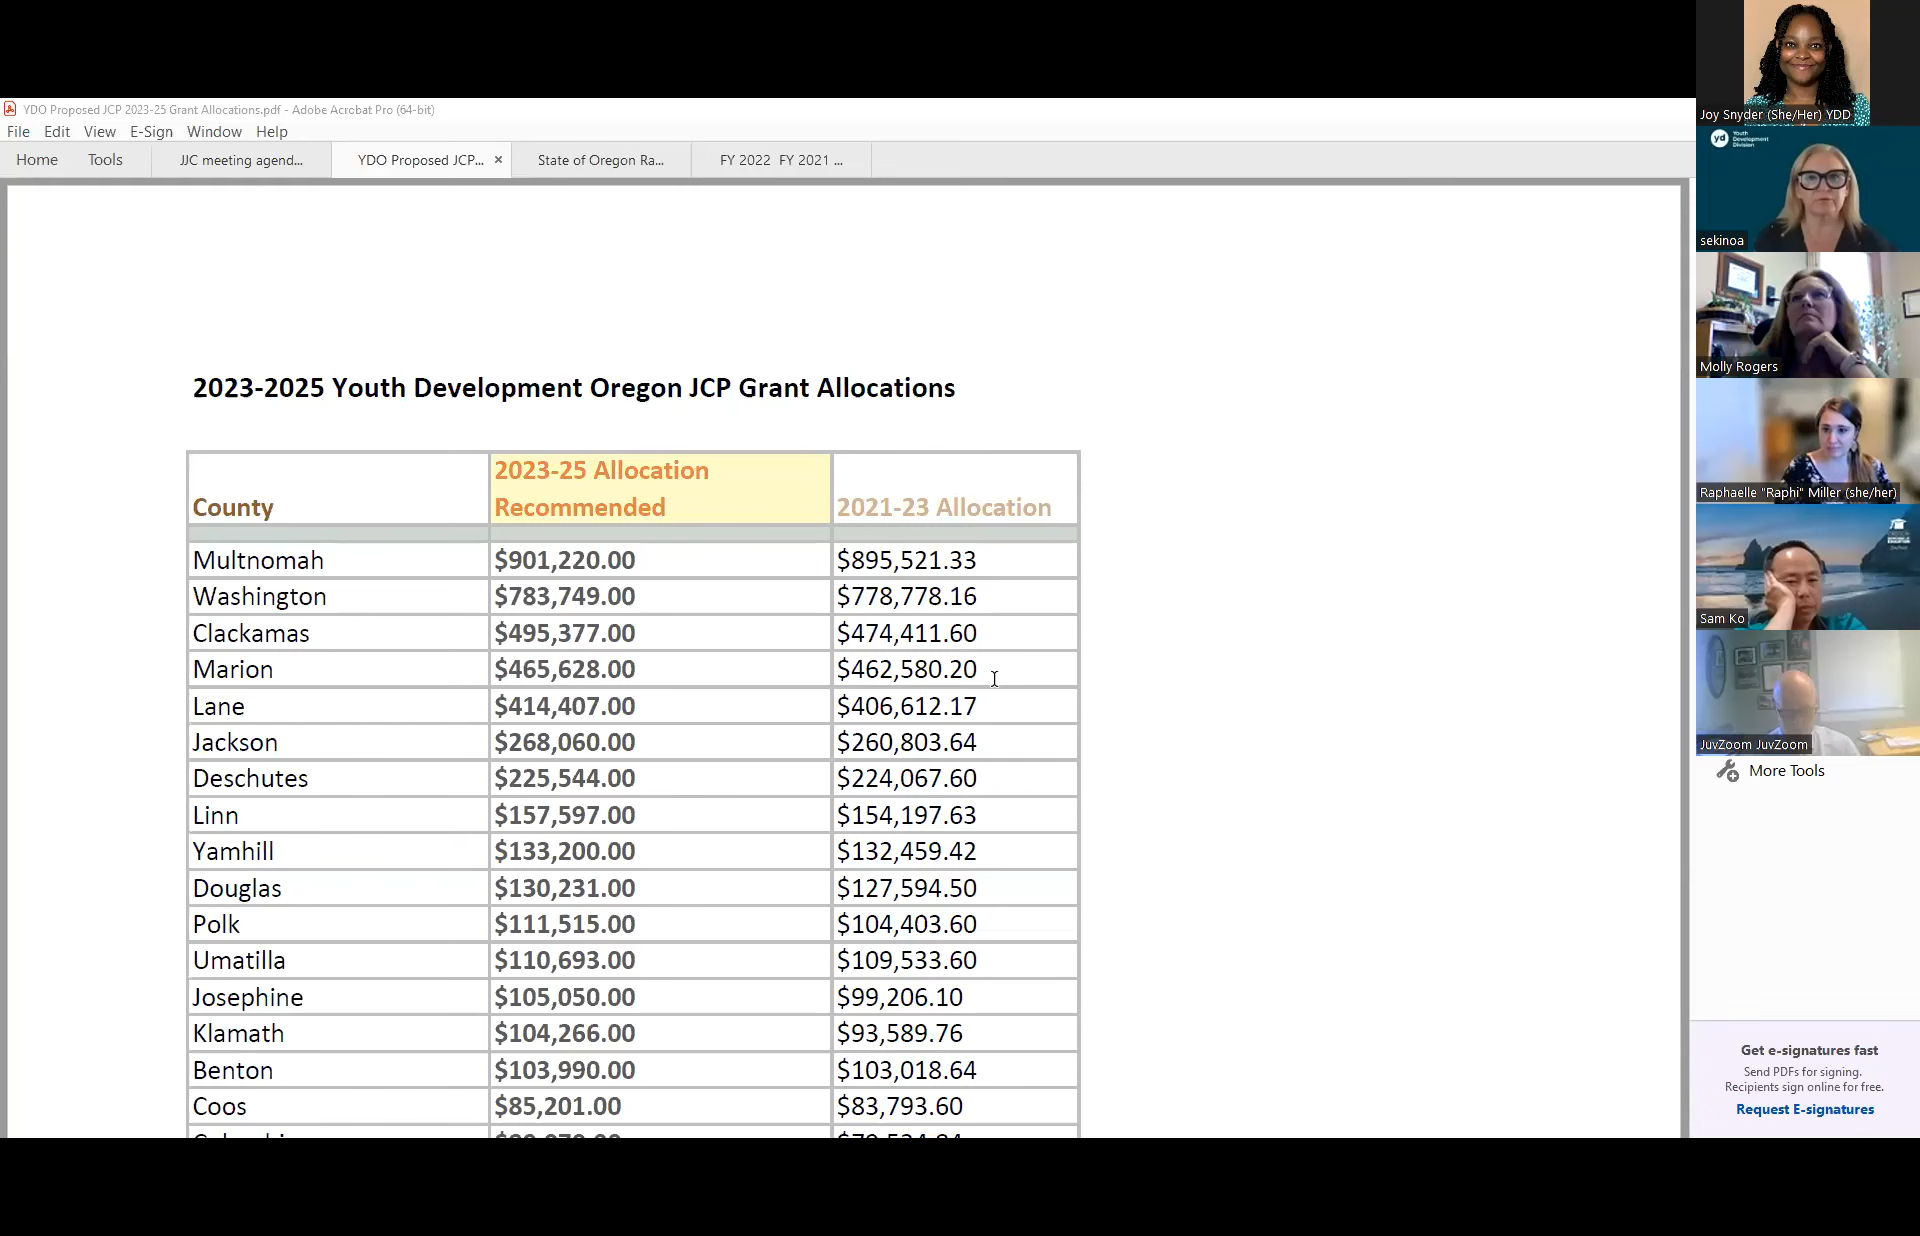 YDO Proposed JCP 2023-25 Grant Allocations.pdf - Adobe Acrobat Pro (64-bit)
File Edit View E-Sign Window Help
Home Tools JJC meeting agend... YDO Proposed JCP... × State of Oregon Ra... FY 2022 FY 2021 ...
2023-2025 Youth Development Oregon JCP Grant Allocations
County 2023-25 Allocation Recommended 2021-23 Allocation
Multnomah $901,220.00 $895,521.33
Washington $783,749.00 $778,778.16
Clackamas $495,377.00 $474,411.60
Marion $465,628.00 $462,580.20
Lane $414,407.00 $406,612.17
Jackson $268,060.00 $260,803.64
Deschutes $225,544.00 $224,067.60
Linn $157,597.00 $154,197.63
Yamhill $133,200.00 $132,459.42
Douglas $130,231.00 $127,594.50
Polk $111,515.00 $104,403.60
Umatilla $110,693.00 $109,533.60
Josephine $105,050.00 $99,206.10
Klamath $104,266.00 $93,589.76
Benton $103,990.00 $103,018.64
Coos $85,201.00 $83,793.60
Joy Snyder (She/Her) YDD
yd Youth Development Division
sekinoa
Molly Rogers
Raphaelle "Raphi" Miller (she/her)
Sam Ko
JuvZoom JuvZoom
More Tools
Get e-signatures fast
Send PDFs for signing.
Recipients sign online for free.
Request E-signatures